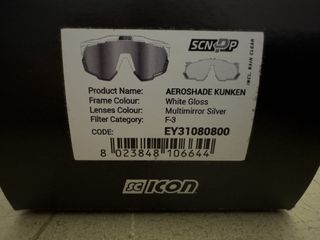 SCNPP
INCL. RAIN CLEAR
Product Name: AEROSHADE KUNKEN
Frame Colour: White Gloss
Lenses Colour: Multimirror Silver
Filter Category: F-3
CODE: EY31080800
8 023848 106644
SC ICON